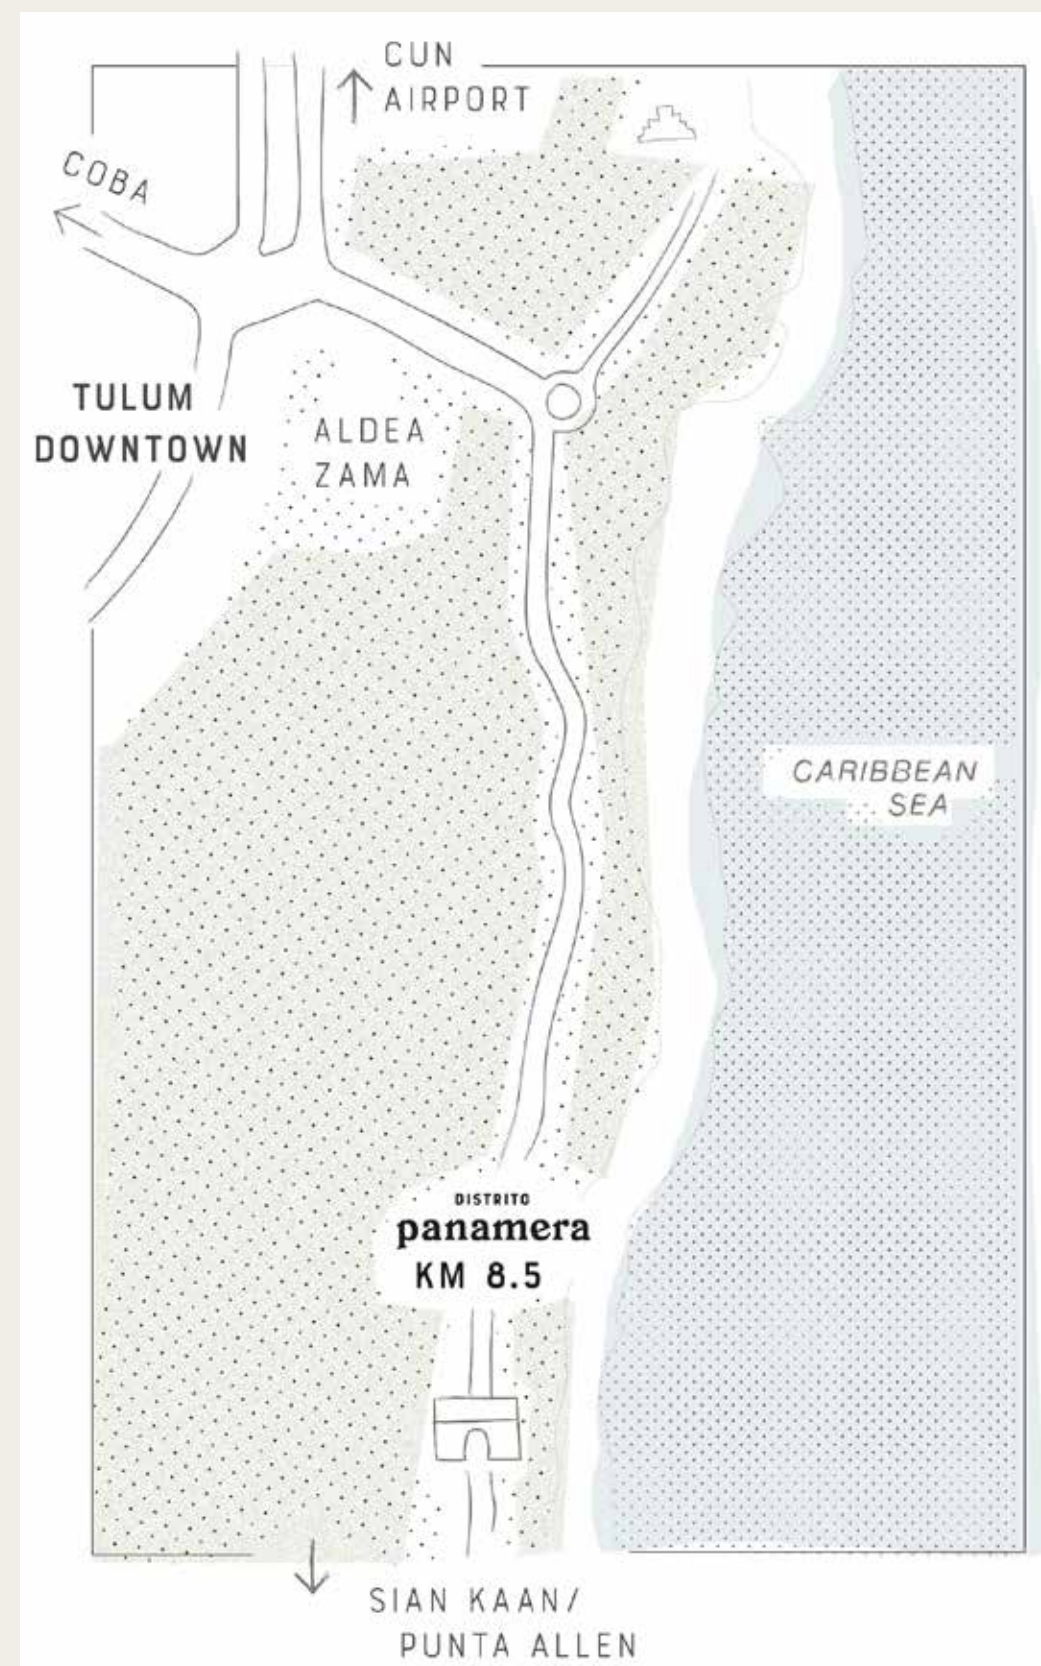 CUN
AIRPORT
COBA
TULUM
DOWNTOWN
ALDEA
ZAMA
CARIBBEAN
SEA
DISTRITO
panamera
KM 8.5
SIAN KAAN/
PUNTA ALLEN